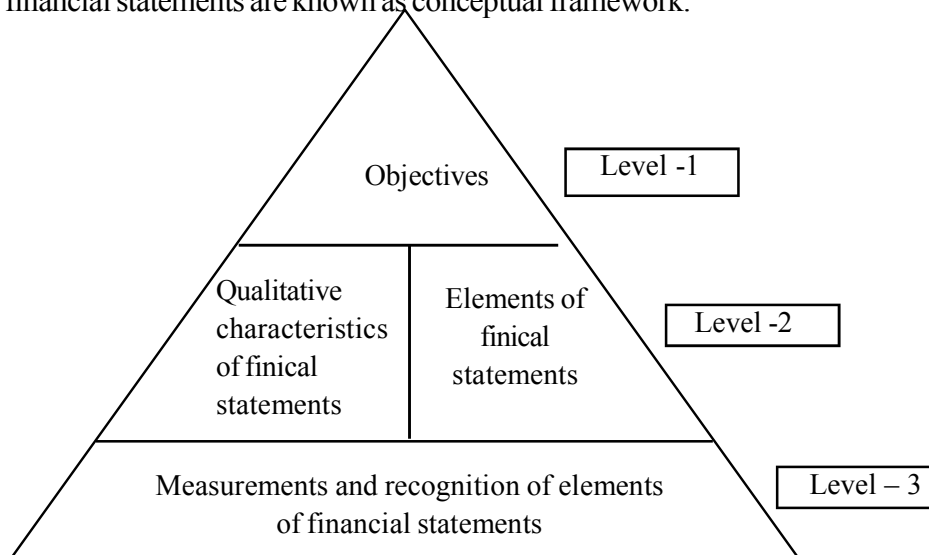 financial statements are known as conceptual framework.
Objectives
Level -1
Qualitative
characteristics
of finical
statements
Elements of
finical
statements
Level -2
Measurements and recognition of elements
of financial statements
Level – 3